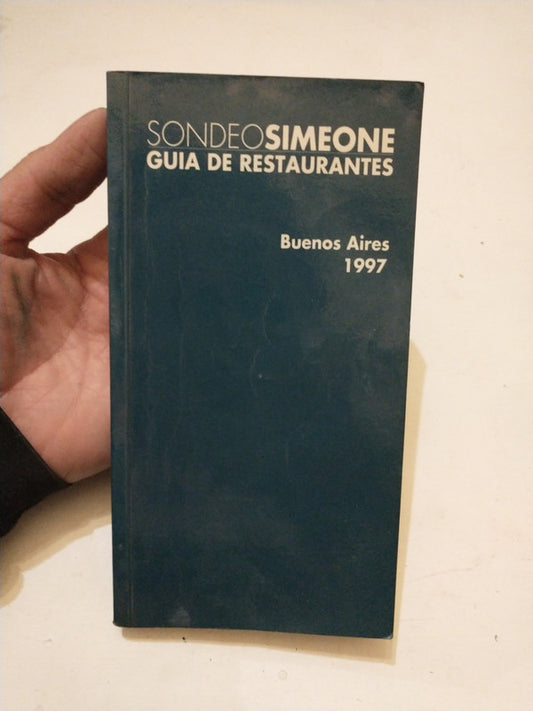 SONDEOSIMEONE
GUIA DE RESTAURANTES
Buenos Aires
1997